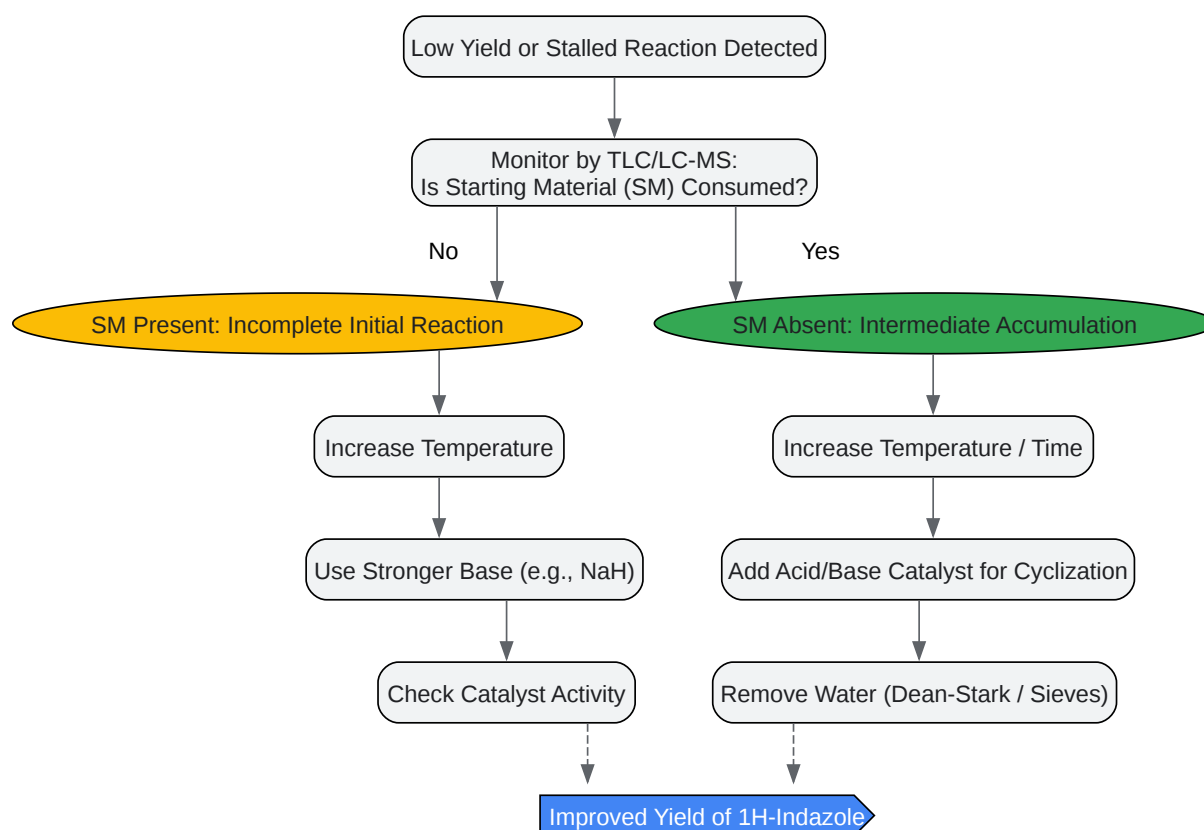 Low Yield or Stalled Reaction Detected
Monitor by TLC/LC-MS:
Is Starting Material (SM) Consumed?
No
Yes
SM Present: Incomplete Initial Reaction
SM Absent: Intermediate Accumulation
Increase Temperature
Increase Temperature / Time
Use Stronger Base (e.g., NaH)
Add Acid/Base Catalyst for Cyclization
Check Catalyst Activity
Remove Water (Dean-Stark / Sieves)
Improved Yield of 1H-Indazole